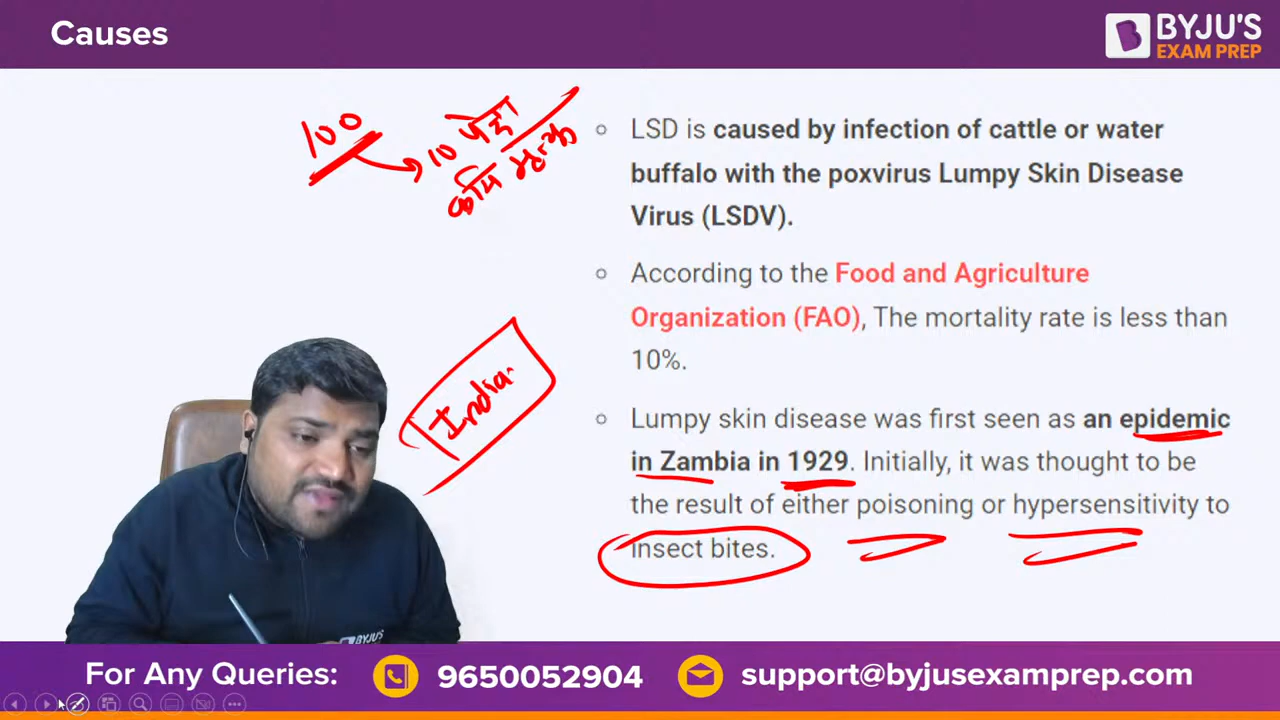 Causes
BYJU'S
EXAM PREP
100
10
India
LSD is caused by infection of cattle or water
buffalo with the poxvirus Lumpy Skin Disease
Virus (LSDV).
According to the Food and Agriculture
Organization (FAO), The mortality rate is less than
10%.
Lumpy skin disease was first seen as an epidemic
in Zambia in 1929. Initially, it was thought to be
the result of either poisoning or hypersensitivity to
insect bites.
BYJU'S
For Any Queries: 9650052904 support@byjusexamprep.com